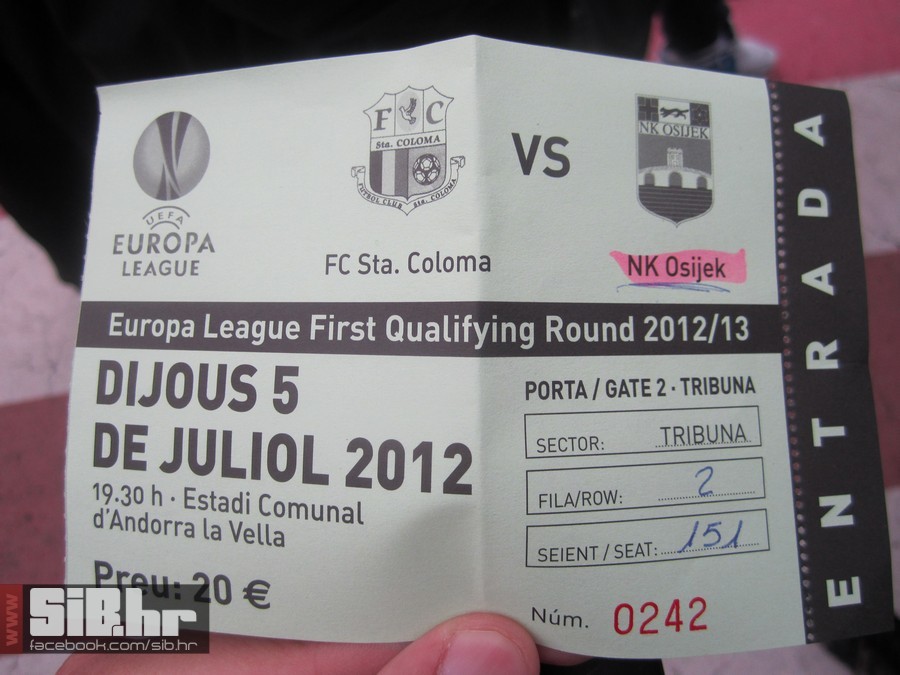 UEFA
EUROPA
LEAGUE
F C
Sta. COLOMA
FUTBOL CLUB Sta. COLOMA
FC Sta. Coloma
VS
NK OSIJEK
NK Osijek
Europa League First Qualifying Round 2012/13
DIJOUS 5
DE JULIOL 2012
19.30 h · Estadi Comunal
d'Andorra la Vella
Preu: 20 €
PORTA / GATE 2 · TRIBUNA
SECTOR: TRIBUNA
FILA/ROW: 2
SEIENT / SEAT: 151
Núm. 0242
ENTRADA
www.SiB.hr
facebook.com/sib.hr